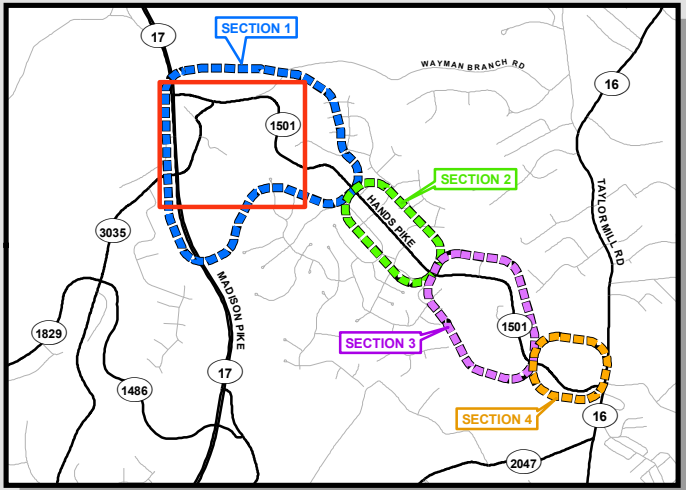 SECTION 1
17
WAYMAN BRANCH RD
16
1501
SECTION 2
TAYLOR MILL RD
HANDS PIKE
3035
MADISON PIKE
1829
1501
SECTION 3
17
1486
SECTION 4
16
2047